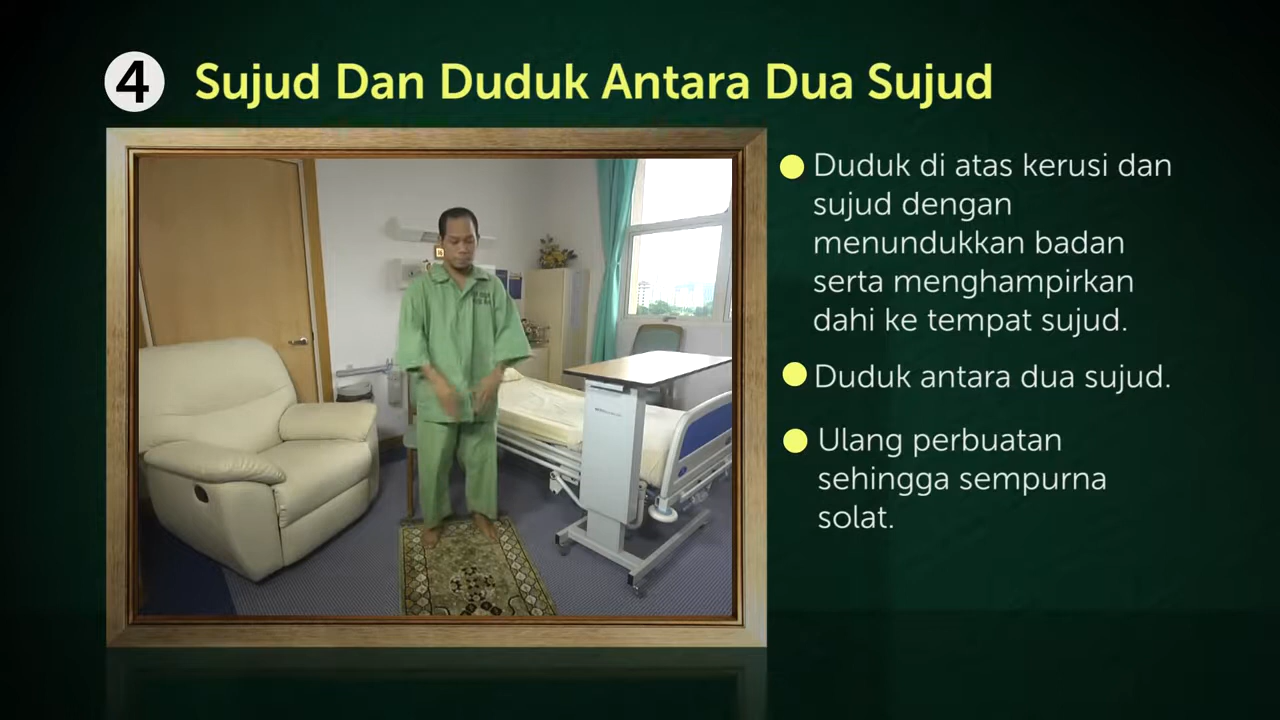 4 Sujud Dan Duduk Antara Dua Sujud
Duduk di atas kerusi dan
sujud dengan
menundukkan badan
serta menghampirkan
dahi ke tempat sujud.
Duduk antara dua sujud.
Ulang perbuatan
sehingga sempurna
solat.